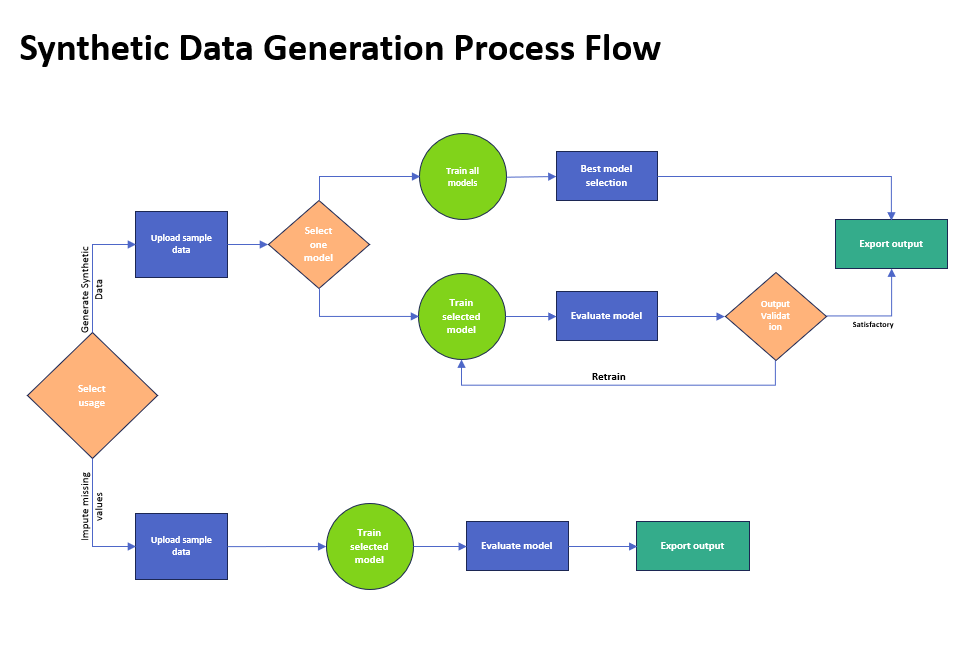 Synthetic Data Generation Process Flow
Train all
models
Best model
selection
Upload sample
data
Select
one
model
Export output
Generate Synthetic
Data
Train
selected
model
Evaluate model
Output
Validat
ion
Satisfactory
Retrain
Select
usage
Impute missing
values
Upload sample
data
Train
selected
model
Evaluate model
Export output